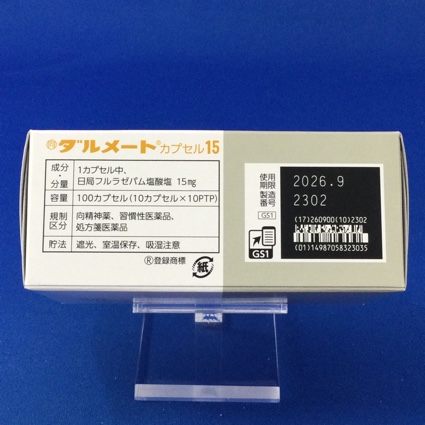 ㊞ダルメート®カプセル15
成分・分量 1カプセル中、
日局フルラゼパム塩酸塩 15mg
容量 100カプセル(10カプセル×10PTP)
規制区分 向精神薬、習慣性医薬品、
処方箋医薬品
貯法 遮光、室温保存、吸湿注意
®登録商標
紙
使用期限 2026.9
製造番号 2302
GS1
GS1
(17)260900(10)2302
(01)14987058323035